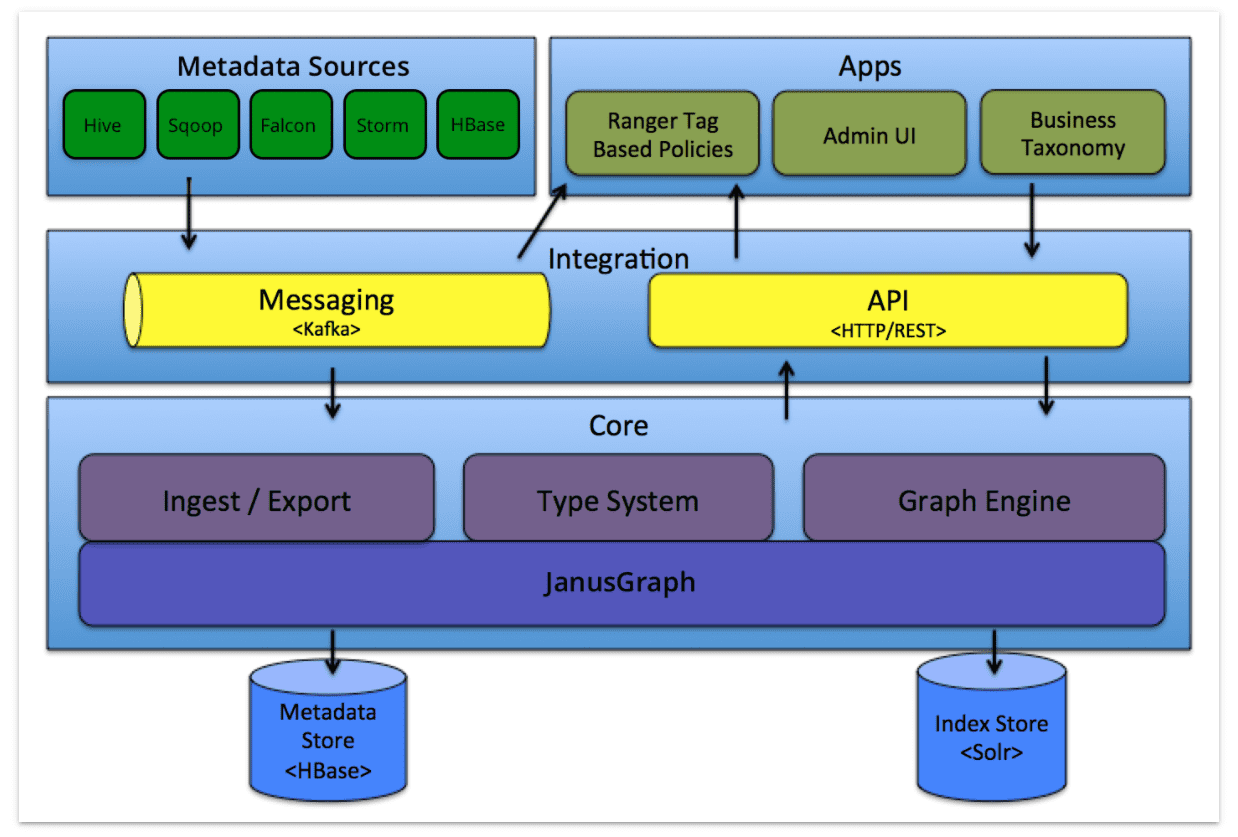 Metadata Sources
Hive
Sqoop
Falcon
Storm
HBase
Apps
Ranger Tag
Based Policies
Admin UI
Business
Taxonomy
Integration
Messaging
<Kafka>
API
<HTTP/REST>
Core
Ingest / Export
Type System
Graph Engine
JanusGraph
Metadata
Store
<HBase>
Index Store
<Solr>